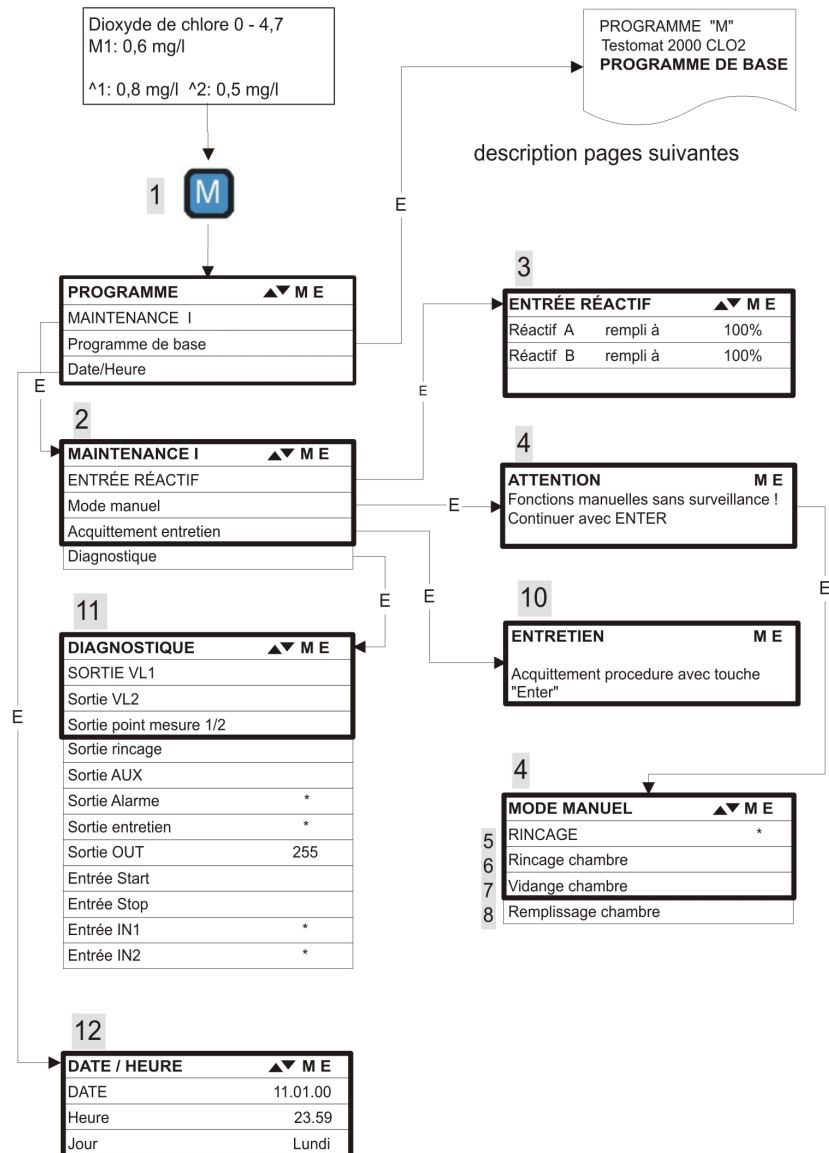 Dioxyde de chlore 0 - 4,7
M1: 0,6 mg/l
^1: 0,8 mg/l ^2: 0,5 mg/l
PROGRAMME "M"
Testomat 2000 CLO2
PROGRAMME DE BASE
description pages suivantes
1 M
E
PROGRAMME ▲▼ M E
MAINTENANCE I
Programme de base
Date/Heure
E
3
ENTRÉE RÉACTIF ▲▼ M E
Réactif A rempli à 100%
Réactif B rempli à 100%
E
2
MAINTENANCE I ▲▼ M E
ENTRÉE RÉACTIF
Mode manuel
Acquittement entretien
Diagnostique
E
4
ATTENTION M E
Fonctions manuelles sans surveillance !
Continuer avec ENTER
E
E
E
10
ENTRETIEN M E
Acquittement procedure avec touche
"Enter"
11
DIAGNOSTIQUE ▲▼ M E
SORTIE VL1
Sortie VL2
Sortie point mesure 1/2
Sortie rincage
Sortie AUX
Sortie Alarme *
Sortie entretien *
Sortie OUT 255
Entrée Start
Entrée Stop
Entrée IN1 *
Entrée IN2 *
E
4
MODE MANUEL ▲▼ M E
5 RINCAGE *
6 Rincage chambre
7 Vidange chambre
8 Remplissage chambre
12
DATE / HEURE ▲▼ M E
DATE 11.01.00
Heure 23.59
Jour Lundi